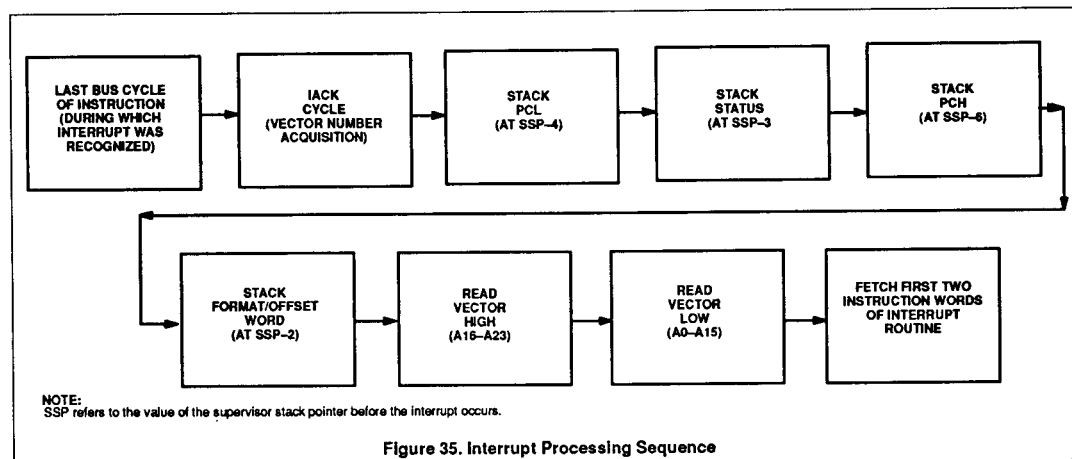 LAST BUS CYCLE
OF INSTRUCTION
(DURING WHICH
INTERRUPT WAS
RECOGNIZED)
IACK
CYCLE
(VECTOR NUMBER
ACQUISITION)
STACK
PCL
(AT SSP–4)
STACK
STATUS
(AT SSP–3
STACK
PCH
(AT SSP–6)
STACK
FORMAT/OFFSET
WORD
(AT SSP–2)
READ
VECTOR
HIGH
(A16–A23)
READ
VECTOR
LOW
(A0–A15)
FETCH FIRST TWO
INSTRUCTION WORDS
OF INTERRUPT
ROUTINE
NOTE:
SSP refers to the value of the supervisor stack pointer before the interrupt occurs.
Figure 35. Interrupt Processing Sequence